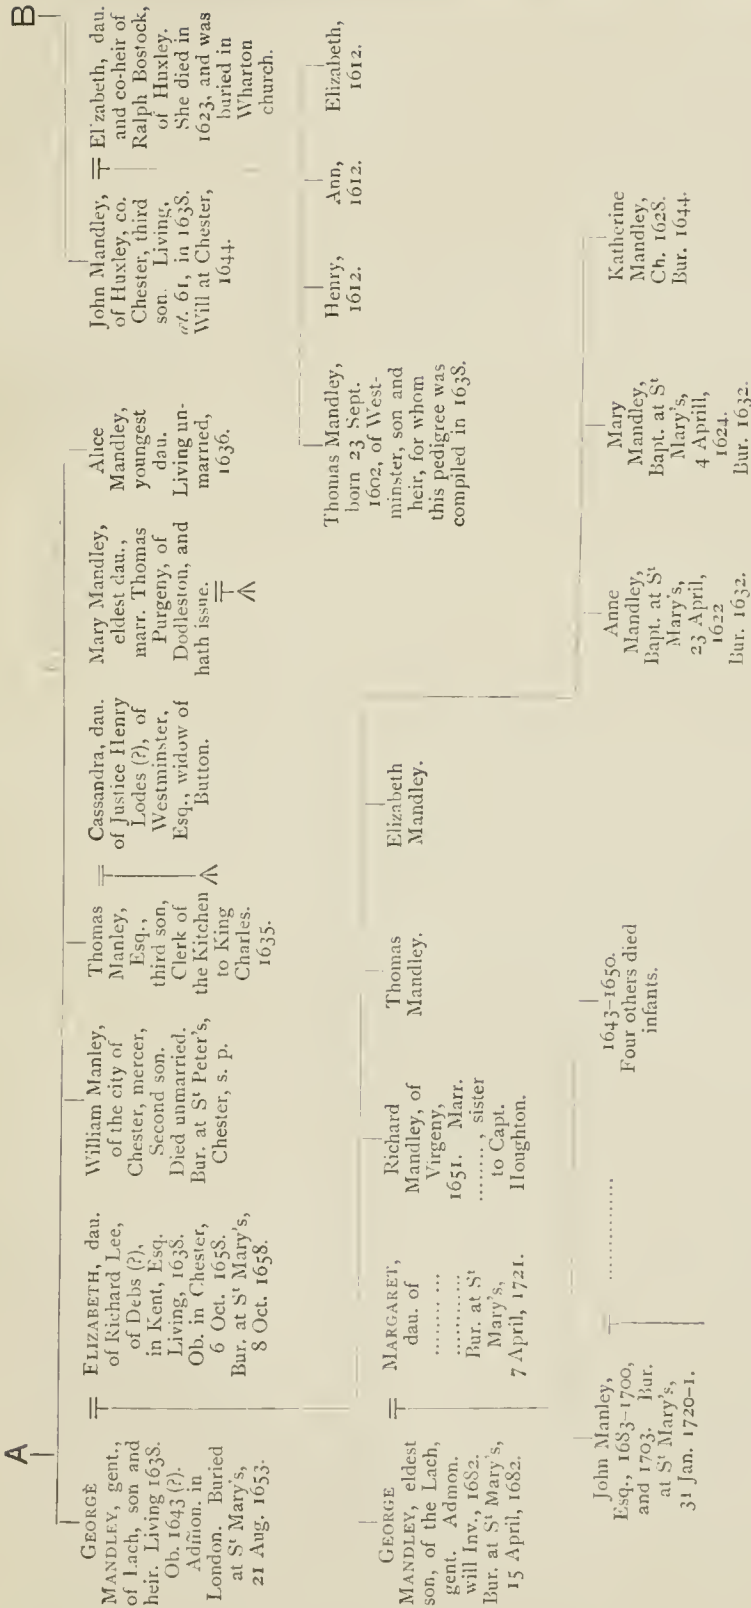 A
B
GEORGE
MANDLEY, gent.,
of Lach, son and
heir. Living 1638.
Ob. 1643 (?).
Admon. in
London. Buried
at St Mary's,
21 Aug. 1653.
ELIZABETH, dau.
of Richard Lee,
of Debs (?),
in Kent, Esq.
Living, 1638.
Ob. in Chester,
6 Oct. 1658.
Bur. at St Mary's,
8 Oct. 1658.
William Manley,
of the city of
Chester, mercer,
Second son.
Died unmarried.
Bur. at St Peter's,
Chester, s. p.
Thomas
Manley,
Esq.,
third son,
Clerk of
the Kitchen
to King
Charles.
1635.
Cassandra, dau.
of Justice Henry
Lodes (?), of
Westminster,
Esq., widow of
Button.
Mary Mandley,
eldest dau.,
marr. Thomas
Purgeny, of
Dodleston, and
hath issue.
Alice
Mandley,
youngest
dau.
Living un-
married,
1636.
John Mandley,
of Huxley, co.
Chester, third
son. Living,
æt. 61, in 1638.
Will at Chester,
1644.
Elizabeth, dau.
and co-heir of
Ralph Bostock,
of Huxley.
She died in
1623, and was
buried in
Wharton
church.
Thomas Mandley,
born 23 Sept.
1602, of West-
minster, son and
heir, for whom
this pedigree was
compiled in 1638.
Henry,
1612.
Ann,
1612.
Elizabeth,
1612.
GEORGE
MANDLEY, eldest
son, of the Lach,
gent. Admon.
will Inv., 1682.
Bur. at St Mary's,
15 April, 1682.
MARGARET,
dau. of
........ ...
............
Bur. at St
Mary's,
7 April, 1721.
Richard
Mandley, of
Virgeny,
1651. Marr.
........, sister
to Capt.
Houghton.
Thomas
Mandley.
Elizabeth
Mandley.
Anne
Mandley,
Bapt. at St
Mary's,
23 April,
1622
Bur. 1632.
Mary
Mandley,
Bapt. at St
Mary's,
4 Aprill,
1624.
Bur. 1632.
Katherine
Mandley,
Ch. 1628.
Bur. 1644.
John Manley,
Esq., 1683-1700,
and 1703. Bur.
at St Mary's,
31 Jan. 1720-1.
..............
1643-1650.
Four others died
infants.